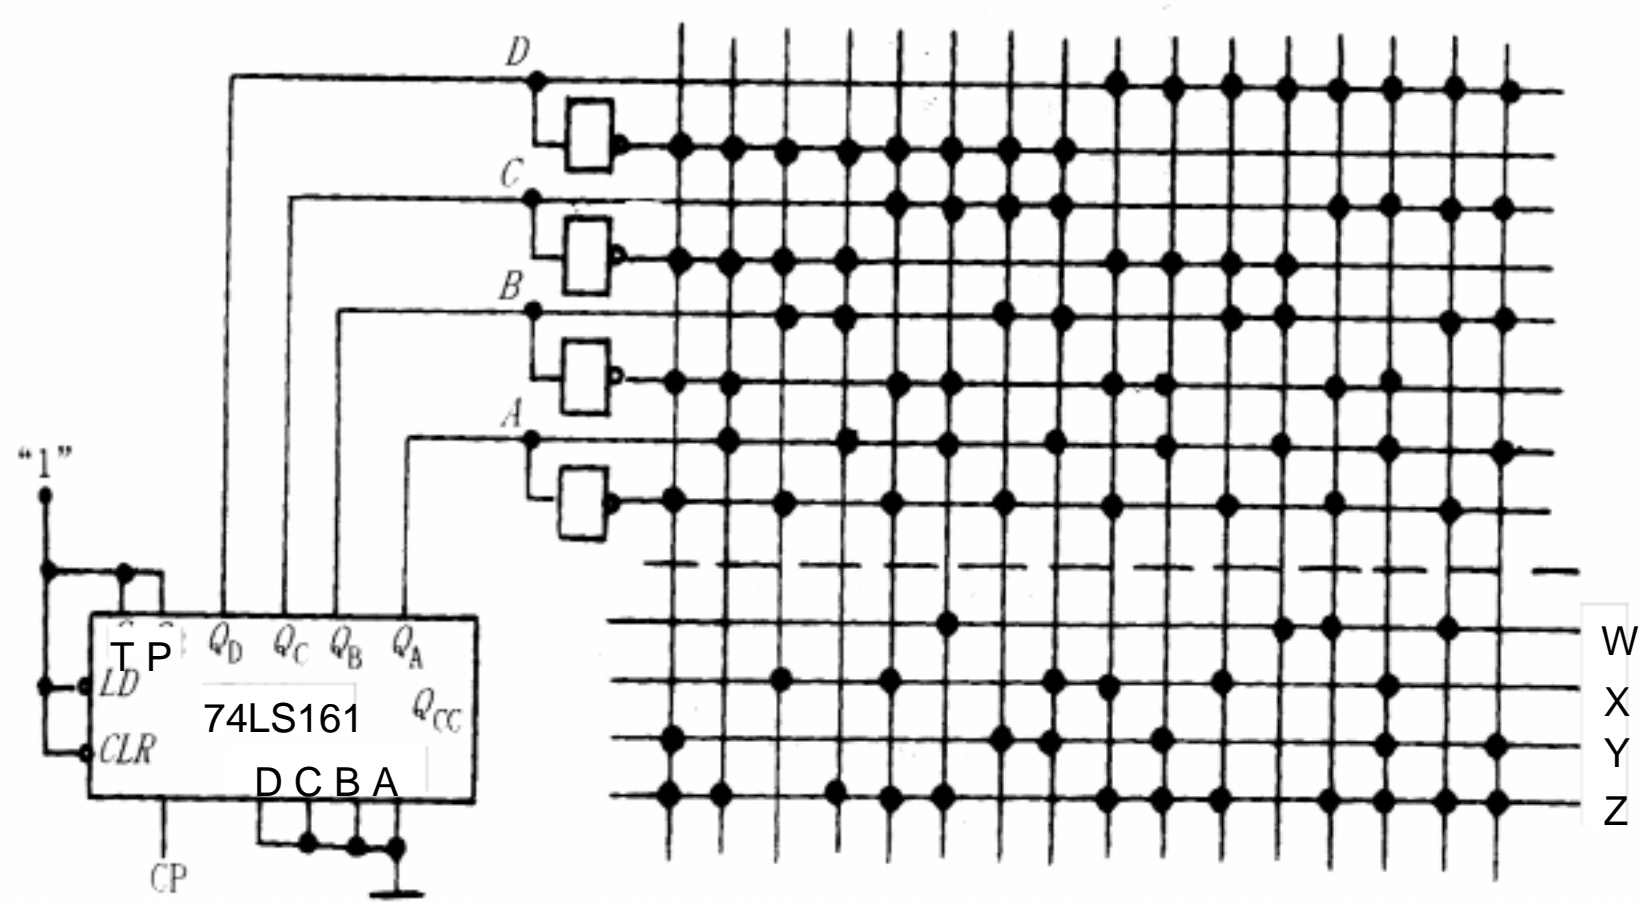 D
C
B
A
“1”
T P Q_D Q_C Q_B Q_A
LD
74LS161 Q_CC
CLR
D C B A
CP
W
X
Y
Z